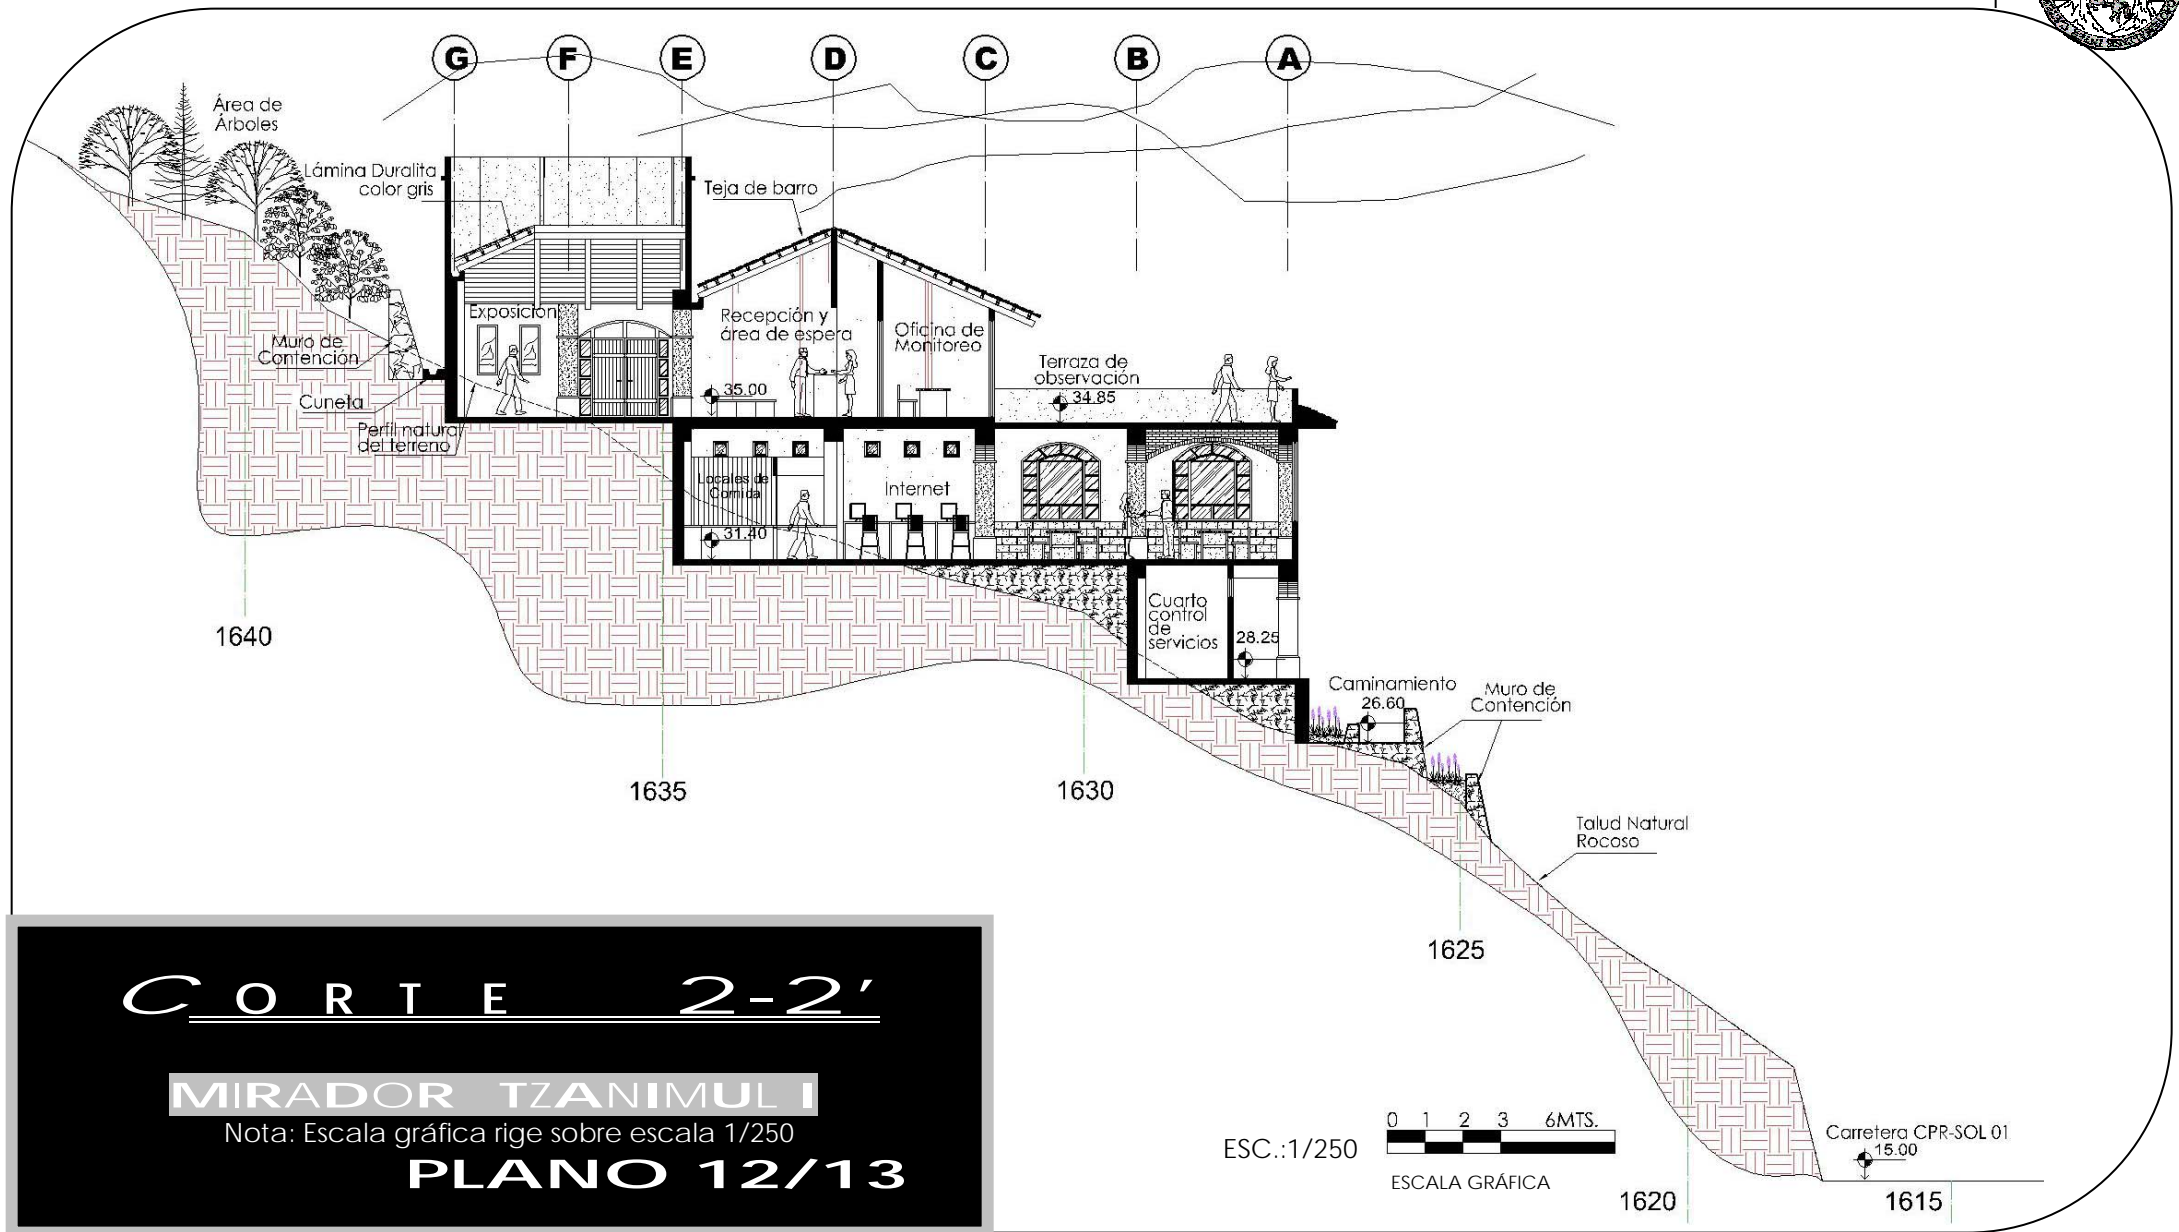 G F E D C B A
Área de
Árboles
Lámina Duralita
color gris
Teja de barro
Exposición
Recepción y
área de espera
Oficina de
Monitoreo
Muro de
Contención
Cuneta
Perfil natural
del terreno
35.00
Terraza de
observación
34.85
Locales de
Comida
Internet
31.40
Cuarto
control
de
servicios
28.25
1640
1635
1630
Caminamiento
26.60
Muro de
Contención
Talud Natural
Rocoso
1625
CORTE 2-2'
MIRADOR TZANIMUL I
Nota: Escala gráfica rige sobre escala 1/250
PLANO 12/13
ESC.:1/250
0 1 2 3 6MTS.
ESCALA GRÁFICA
Carretera CPR-SOL 01
15.00
1620
1615